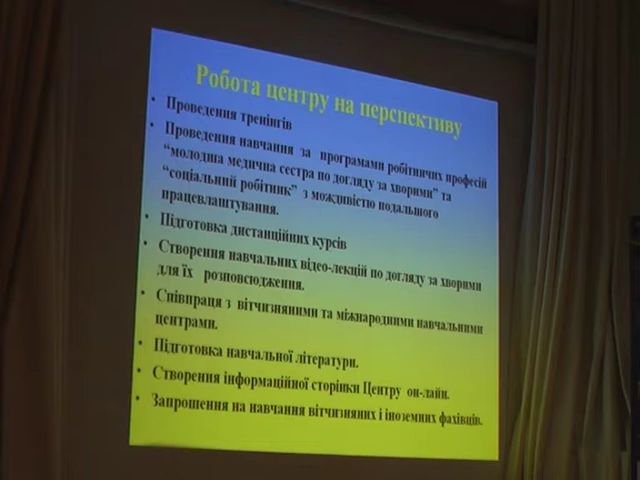 Робота центру на перспективу
• Проведення тренінгів
• Проведення навчання за програмами робітничих професій
“молодша медична сестра по догляду за хворими” та
“соціальний робітник” з можливістю подальшого
працевлаштування.
• Підготовка дистанційних курсів
• Створення навчальних відео-лекцій по догляду за хворими
для їх розповсюдження.
• Співпраця з вітчизняними та міжнародними навчальними
центрами.
• Підготовка навчальної літератури.
• Створення інформаційної сторінки Центру он-лайн.
• Запрошення на навчання вітчизняних і іноземних фахівців.